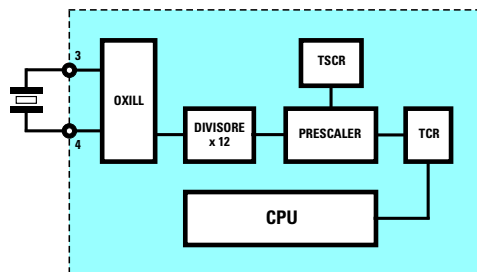 3
OXILL
4
TSCR
DIVISORE
x 12
PRESCALER
TCR
CPU